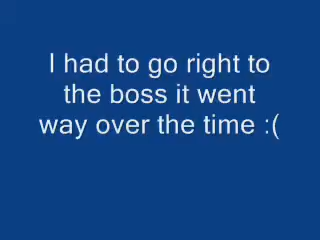 I had to go right to
the boss it went
way over the time :(